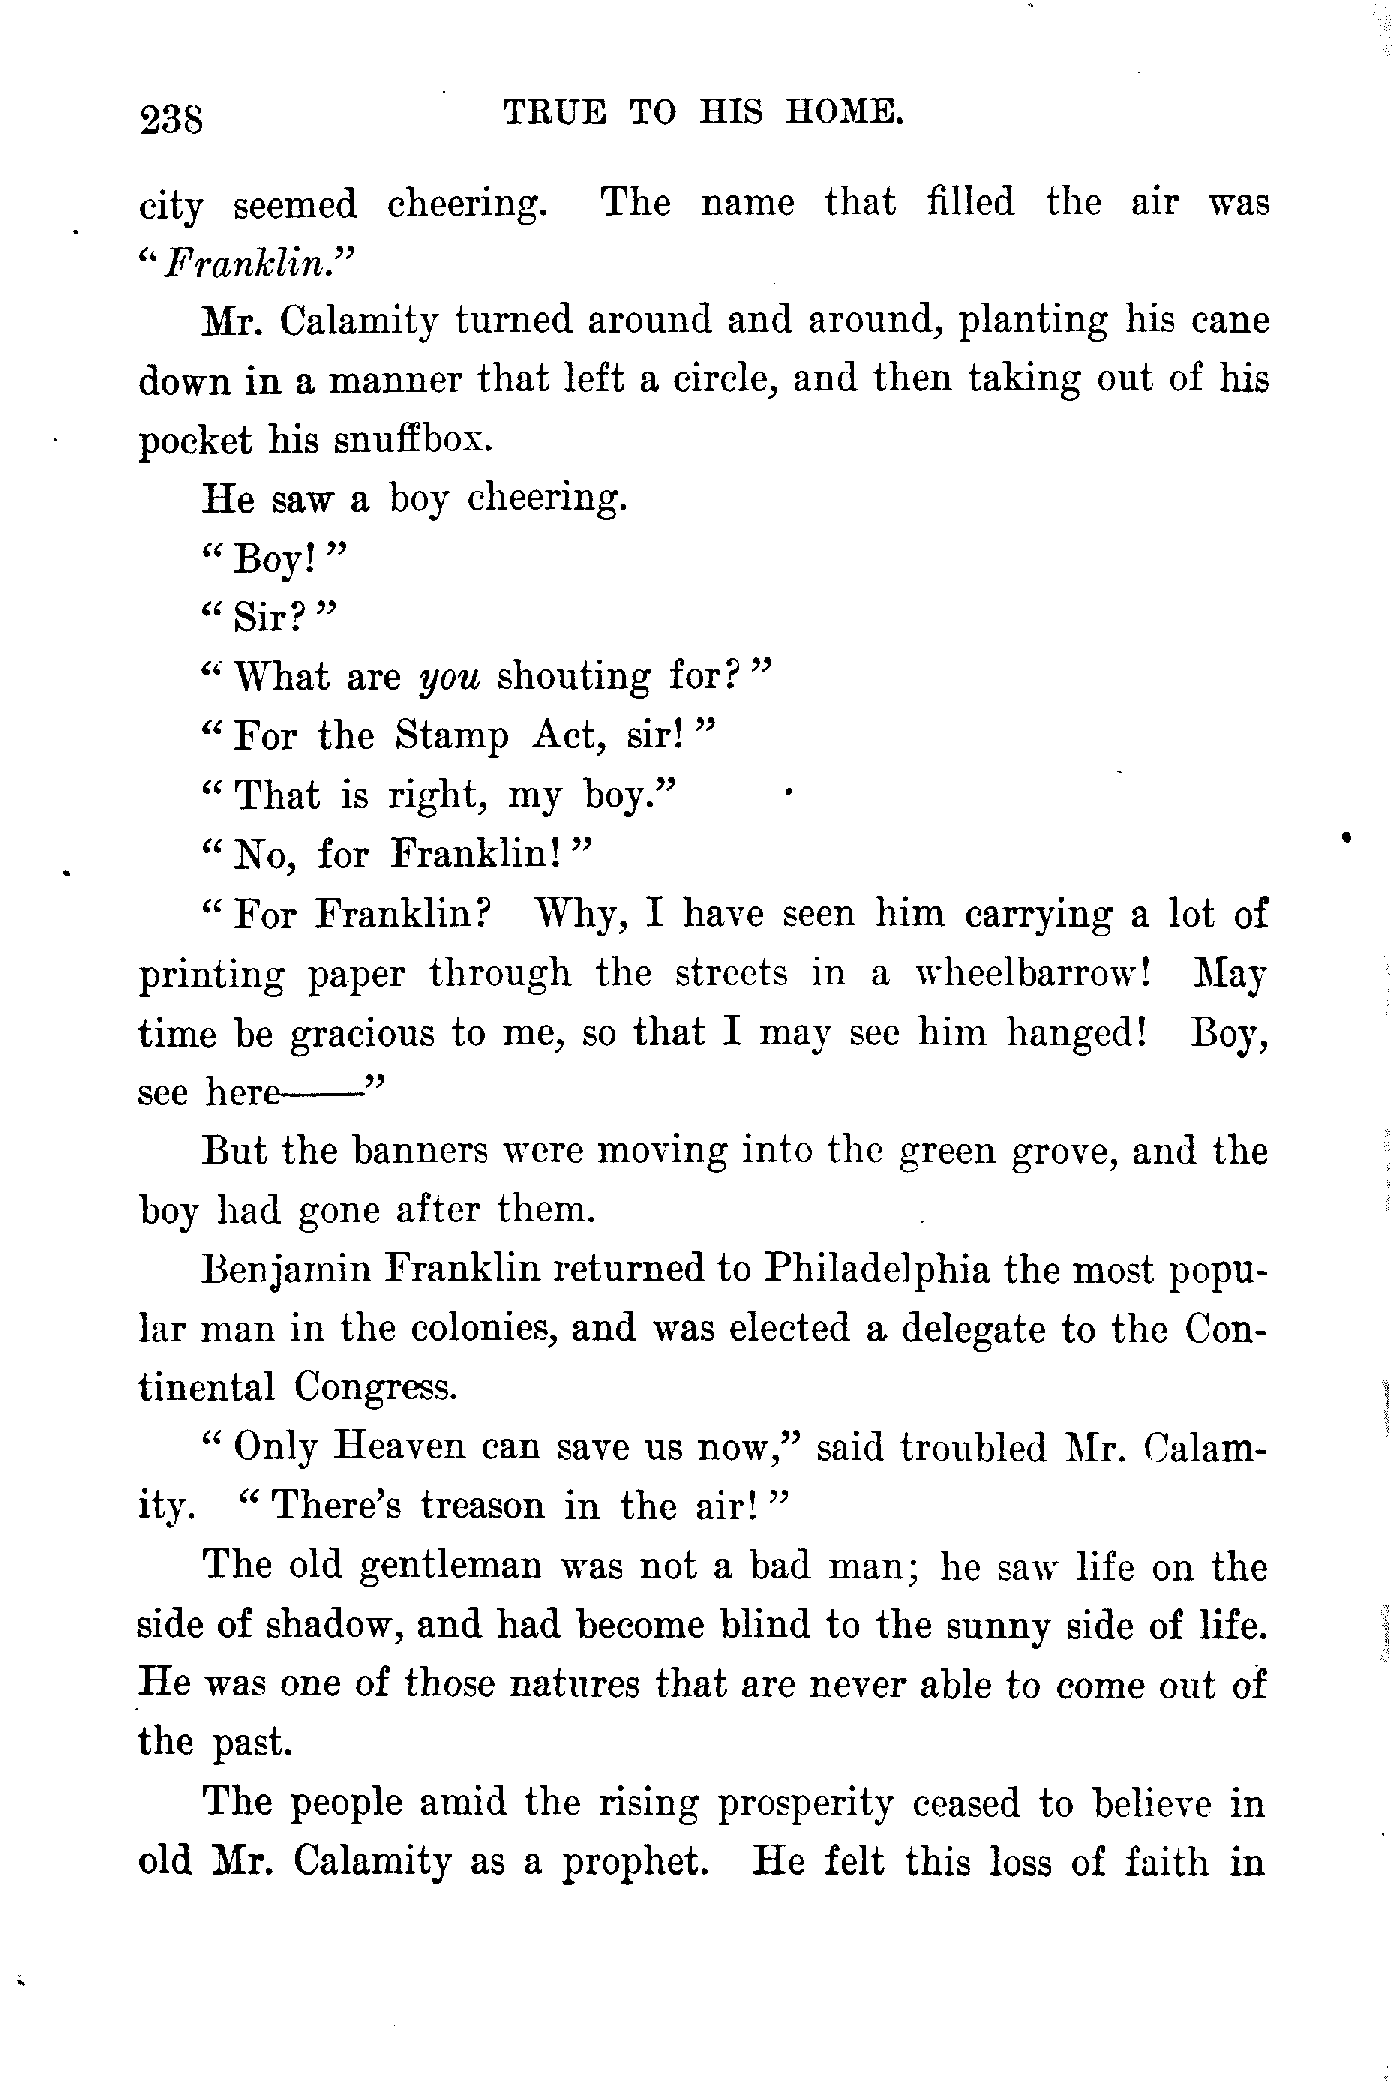 238 TRUE TO HIS HOME.
city seemed cheering. The name that filled the air was
“Franklin.”
Mr. Calamity turned around and around, planting his cane
down in a manner that left a circle, and then taking out of his
pocket his snuffbox.
He saw a boy cheering.
“Boy!”
“Sir?”
“What are you shouting for?”
“For the Stamp Act, sir!”
“That is right, my boy.”
“No, for Franklin!”
“For Franklin? Why, I have seen him carrying a lot of
printing paper through the streets in a wheelbarrow! May
time be gracious to me, so that I may see him hanged! Boy,
see here——”
But the banners were moving into the green grove, and the
boy had gone after them.
Benjamin Franklin returned to Philadelphia the most popu-
lar man in the colonies, and was elected a delegate to the Con-
tinental Congress.
“Only Heaven can save us now,” said troubled Mr. Calam-
ity. “There's treason in the air!”
The old gentleman was not a bad man; he saw life on the
side of shadow, and had become blind to the sunny side of life.
He was one of those natures that are never able to come out of
the past.
The people amid the rising prosperity ceased to believe in
old Mr. Calamity as a prophet. He felt this loss of faith in